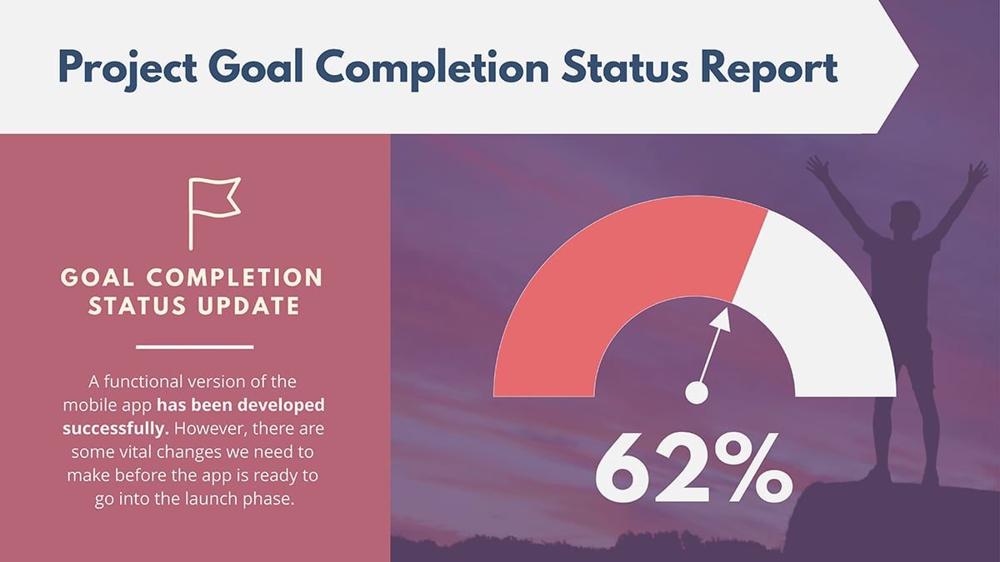 Project Goal Completion Status Report
GOAL COMPLETION
STATUS UPDATE
A functional version of the
mobile app has been developed
successfully. However, there are
some vital changes we need to
make before the app is ready to
go into the launch phase.
62%